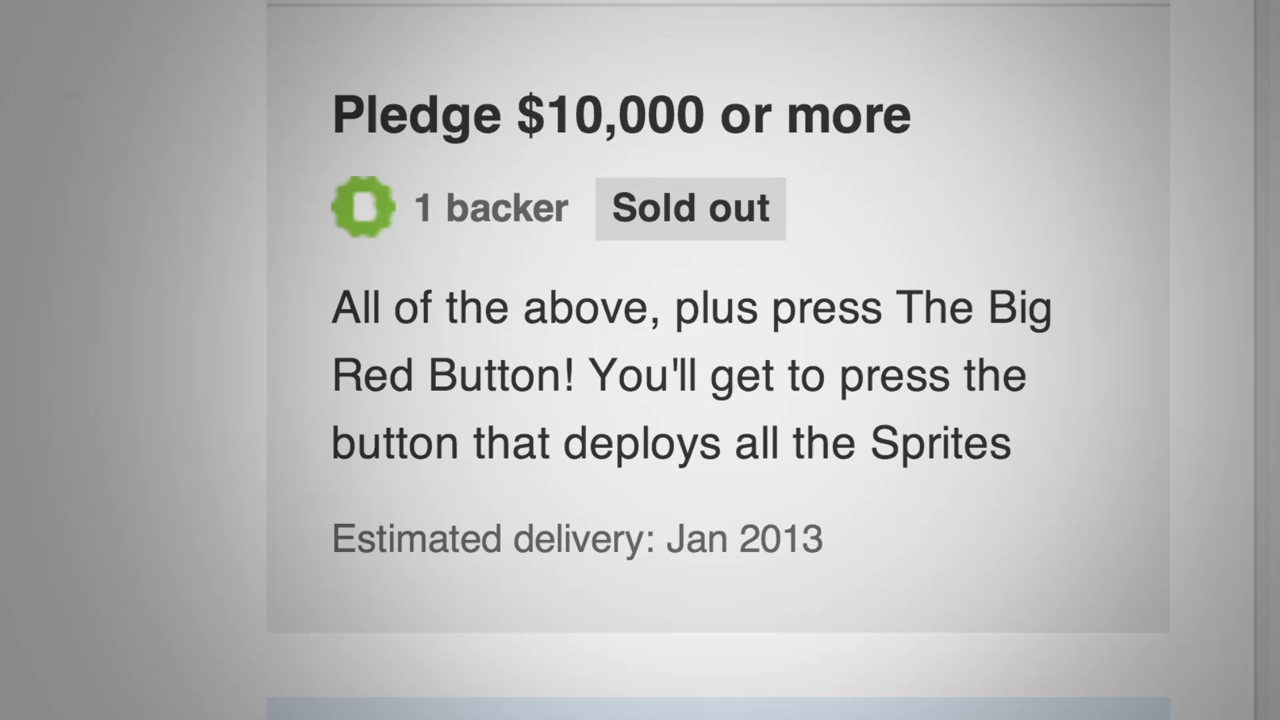 Pledge $10,000 or more
1 backer Sold out
All of the above, plus press The Big
Red Button! You'll get to press the
button that deploys all the Sprites
Estimated delivery: Jan 2013